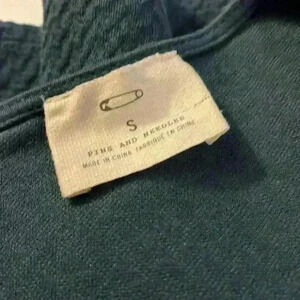 S
PINS AND NEEDLES
MADE IN CHINA FABRIQUÉ EN CHINE